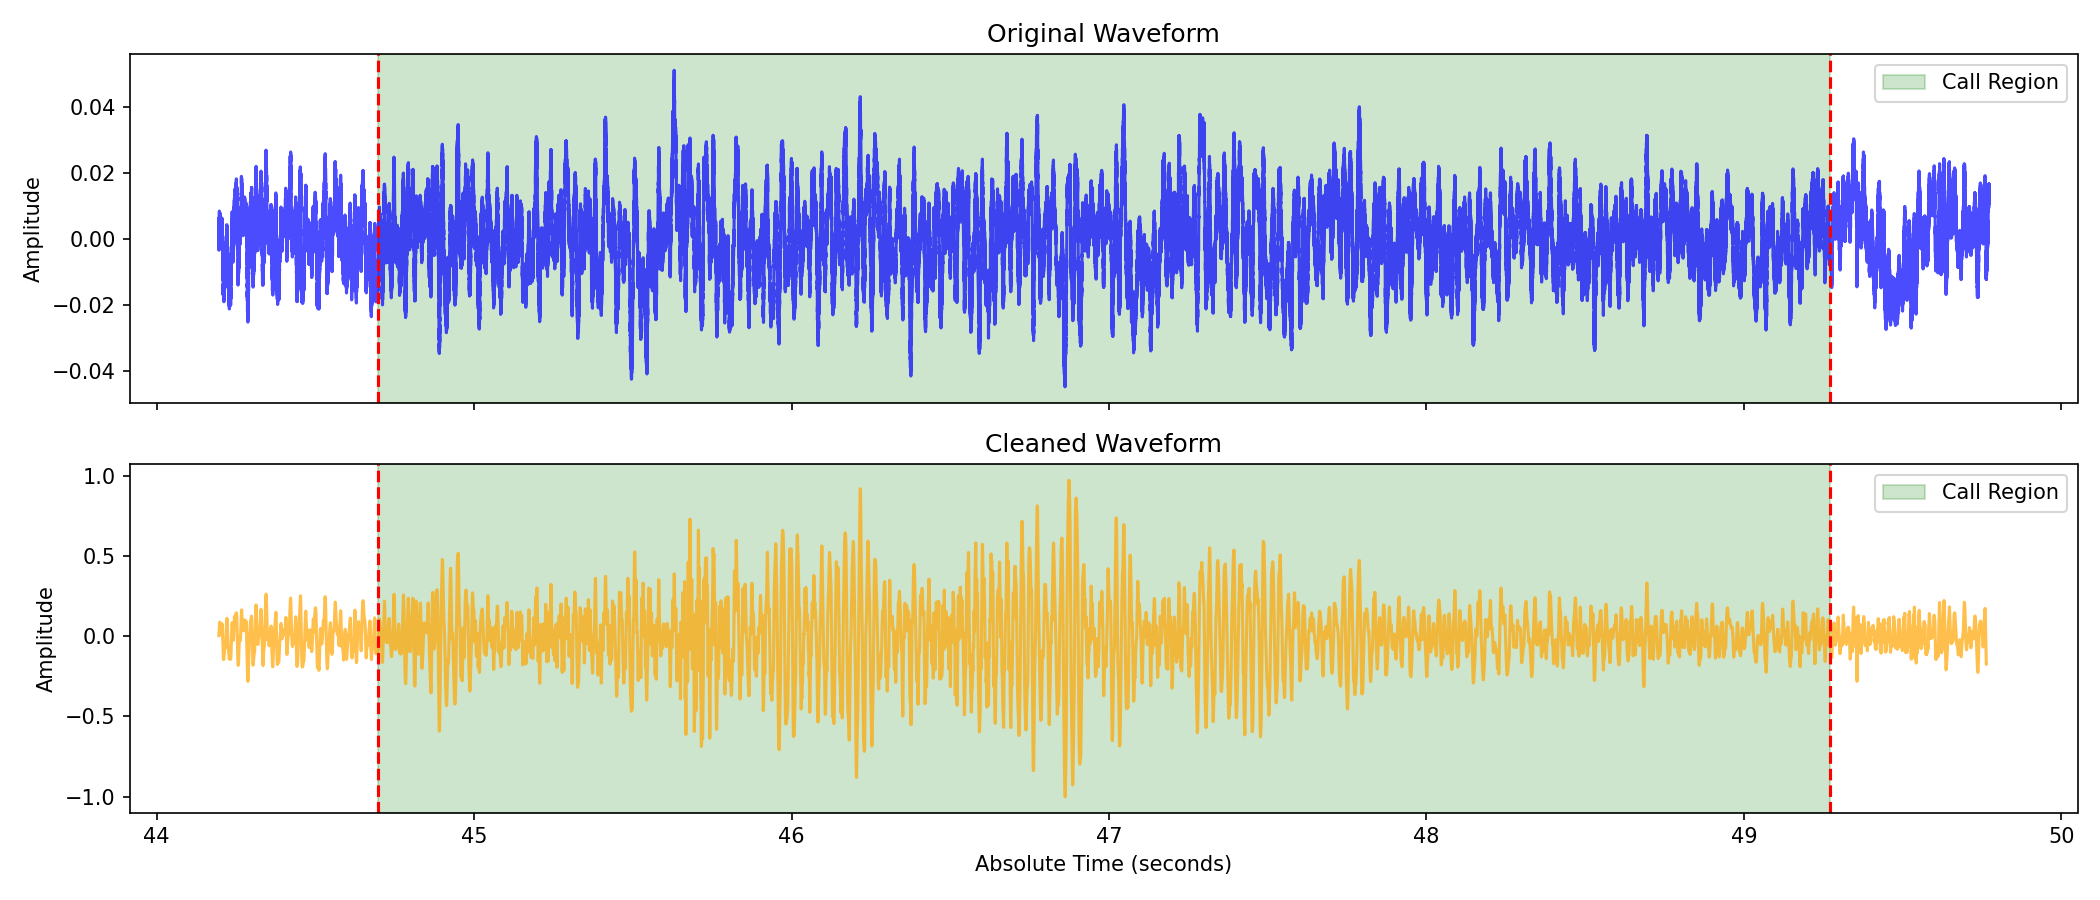 Original Waveform
Call Region
Amplitude
0.04
0.02
0.00
−0.02
−0.04
Cleaned Waveform
Call Region
Amplitude
1.0
0.5
0.0
−0.5
−1.0
44 45 46 47 48 49 50
Absolute Time (seconds)